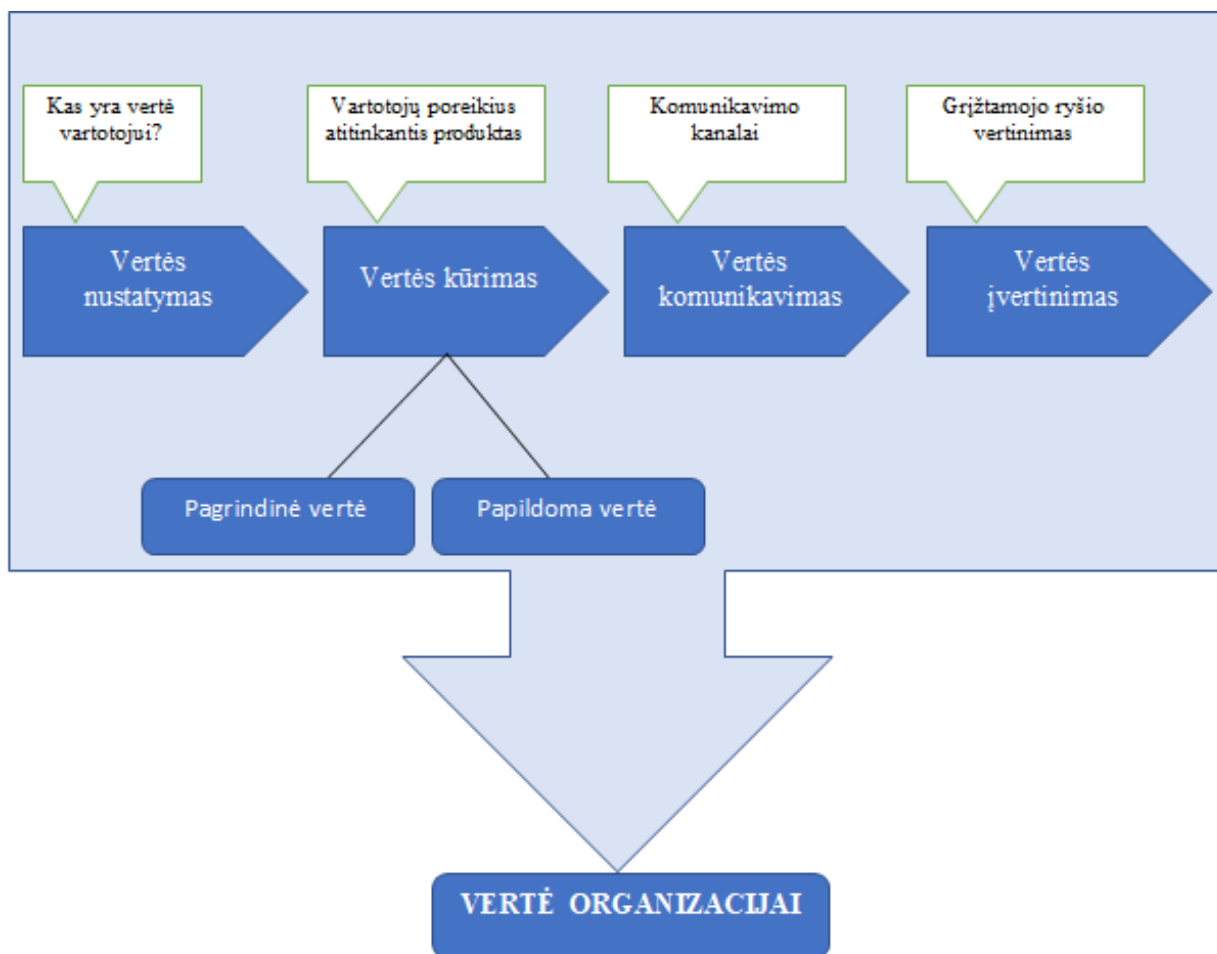 Kas yra vertė
vartotojui?
Vartotojų poreikius
atitinkantis produktas
Komunikavimo
kanalai
Grįžtamojo ryšio
vertinimas
Vertės
nustatymas
Vertės kūrimas
Vertės
komunikavimas
Vertės
įvertinimas
Pagrindinė vertė
Papildoma vertė
VERTĖ ORGANIZACIJAI